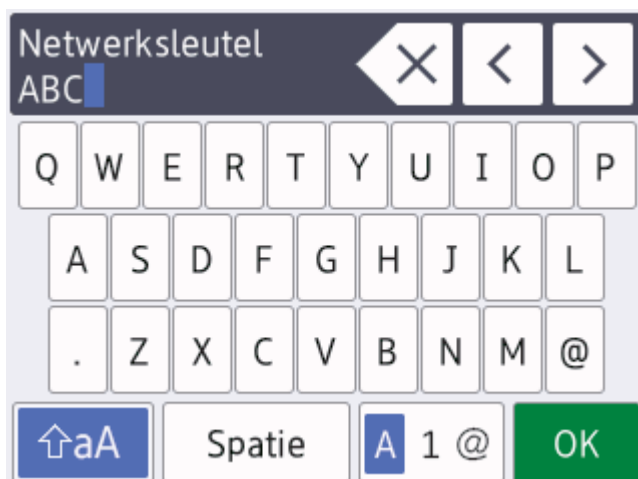 Netwerksleutel
ABC
Q W E R T Y U I O P
A S D F G H J K L
. Z X C V B N M @
aA Spatie A 1 @ OK